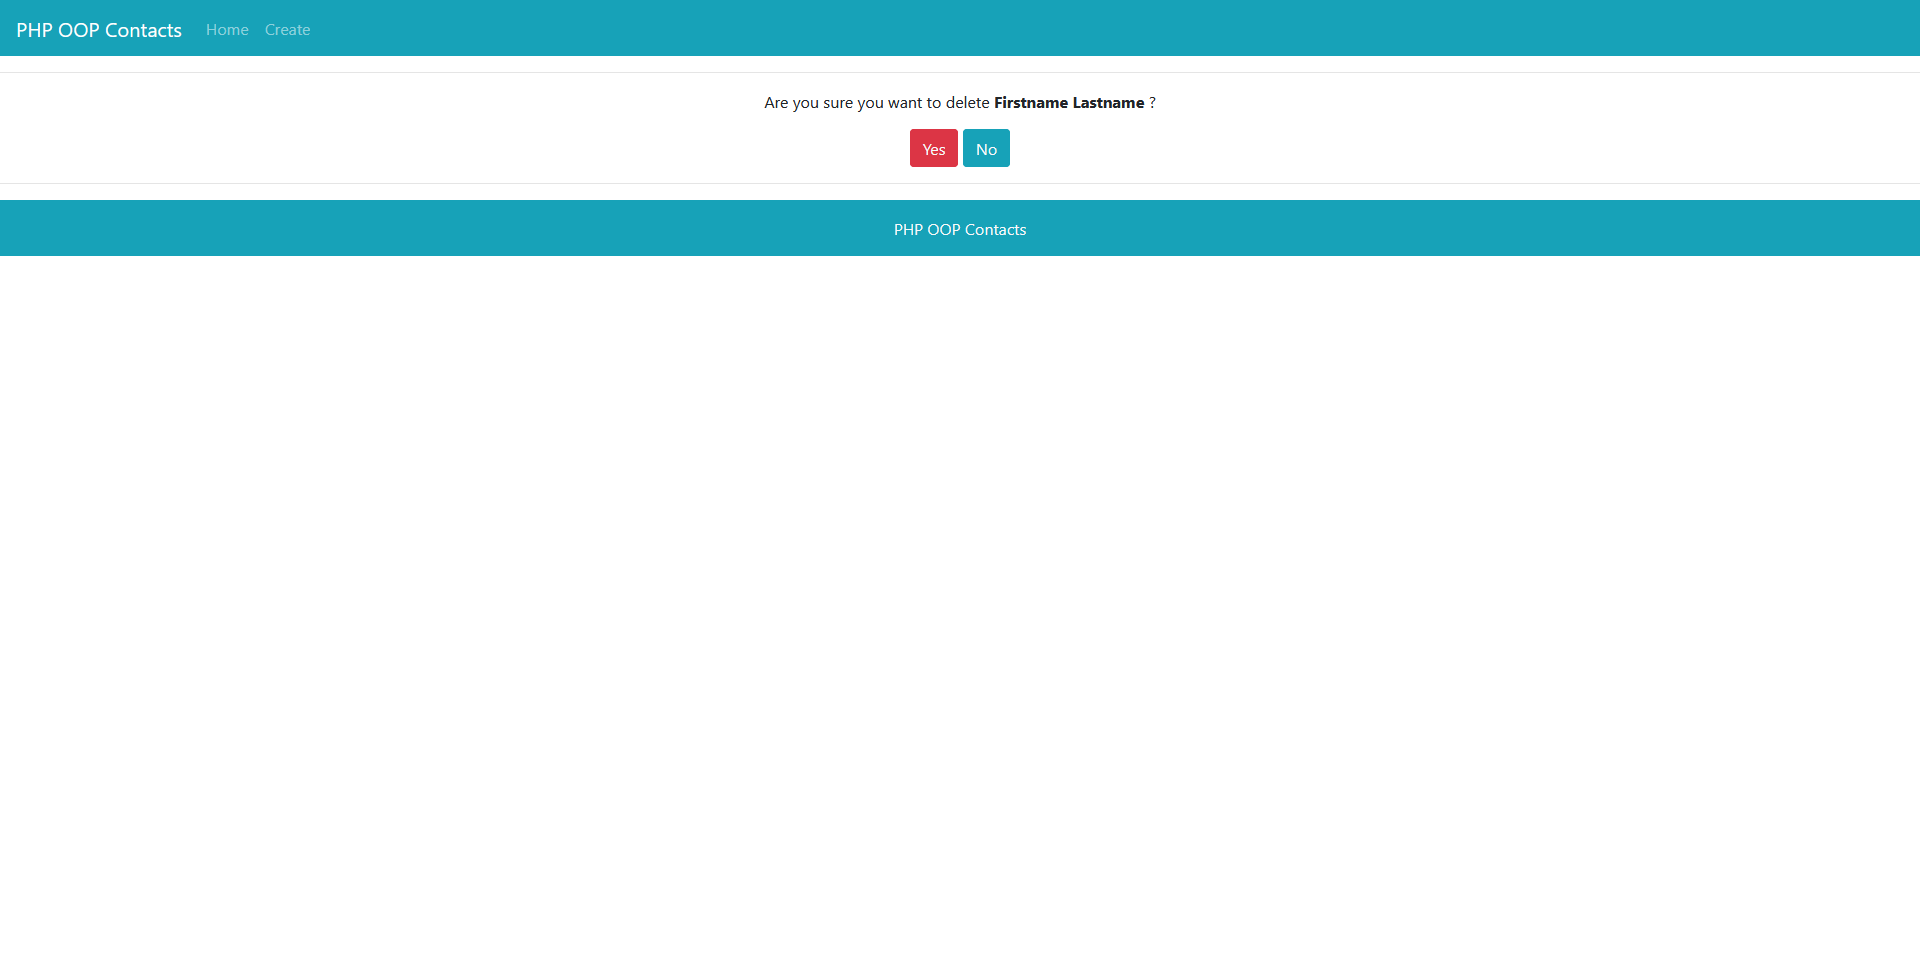 PHP OOP Contacts Home Create
Are you sure you want to delete Firstname Lastname ?
Yes No
PHP OOP Contacts